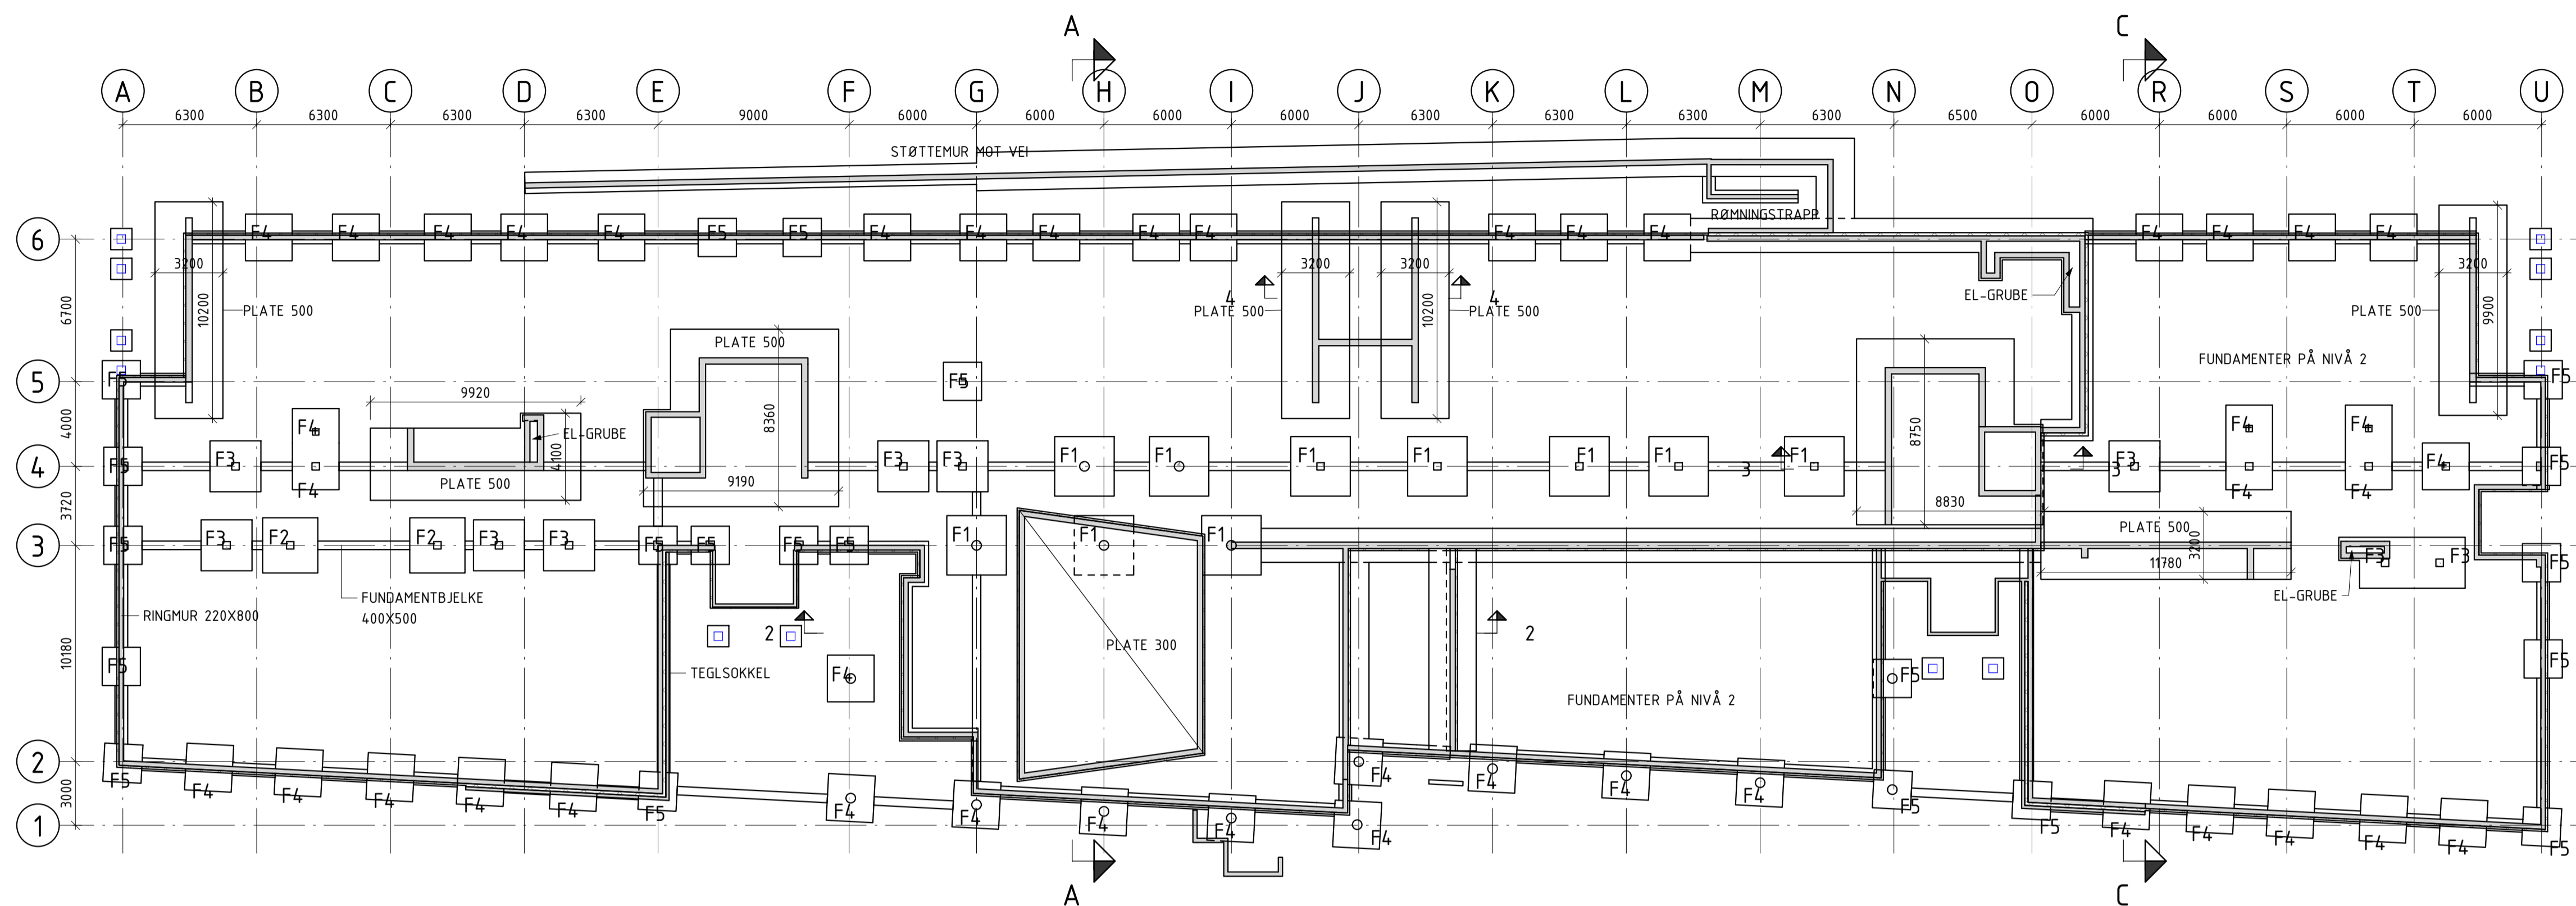 A C
A B C D E F G H I J K L M N O R S T U
6300 6300 6300 6300 9000 6000 6000 6000 6000 6300 6300 6300 6300 6500 6000 6000 6000 6000
STØTTEMUR MOT VEI
RØMNINGSTRAPP
6 F4 F4 F4 F4 F4 F5 F5 F4 F4 F4 F4 F4 F4 F4 F4 F4 F4 F4 F4
3200 3200 3200 3200
4 4
EL-GRUBE
6700 10200 PLATE 500 PLATE 500 10200 PLATE 500 PLATE 500 9900
PLATE 500
FUNDAMENTER PÅ NIVÅ 2
5 F5 F5 F5
9920
4000 F4 EL-GRUBE 4100 8360 8750 F4 F4
4 F5 F3 F3 F3 F1 F1 F1 F1 F1 F1 3 F1 3 F3 F4 F5
F4 PLATE 500 9190 F4 F4
3720 8830
PLATE 500
3 F5 F3 F2 F2 F3 F3 F5 F5 F5 F5 F1 F1 F1 3200
11780 F3 F3 F5
FUNDAMENTBJELKE
400X500
EL-GRUBE
RINGMUR 220X800
2 2
PLATE 300
10180 F5 TEGLSOKKEL F4 F5 F5
FUNDAMENTER PÅ NIVÅ 2
2 F5 F4 F4 F4 F4 F4 F5 F4 F4 F4 F4 F4 F5
3000
1 F4 F4 F4 F4 F4 F5 F4 F4 F4 F4 F4 F5
A C